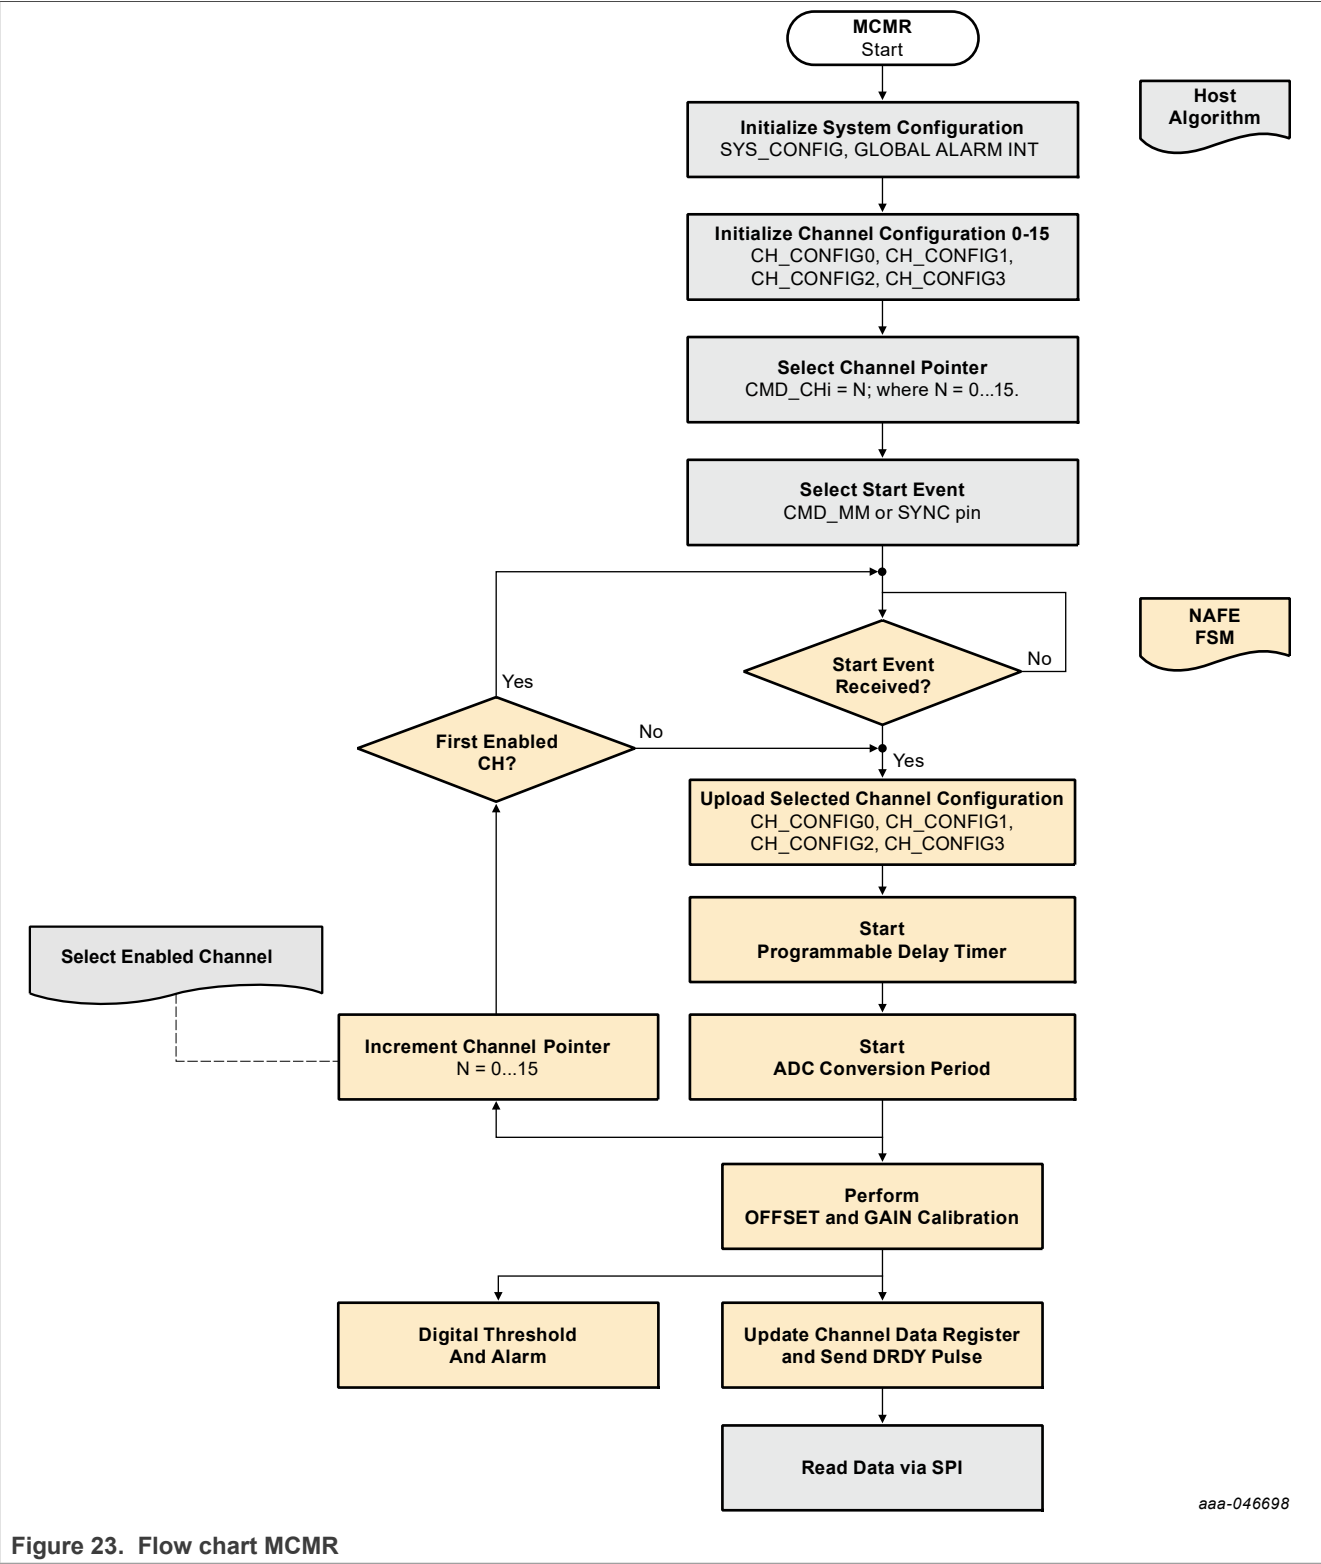 MCMR
Start
Host
Algorithm
Initialize System Configuration
SYS_CONFIG, GLOBAL ALARM INT
Initialize Channel Configuration 0-15
CH_CONFIG0, CH_CONFIG1,
CH_CONFIG2, CH_CONFIG3
Select Channel Pointer
CMD_CHi = N; where N = 0...15.
Select Start Event
CMD_MM or SYNC pin
NAFE
FSM
Start Event
Received?
No
Yes
First Enabled
CH?
No
Yes
Upload Selected Channel Configuration
CH_CONFIG0, CH_CONFIG1,
CH_CONFIG2, CH_CONFIG3
Start
Programmable Delay Timer
Select Enabled Channel
Increment Channel Pointer
N = 0...15
Start
ADC Conversion Period
Perform
OFFSET and GAIN Calibration
Digital Threshold
And Alarm
Update Channel Data Register
and Send DRDY Pulse
Read Data via SPI
aaa-046698
Figure 23. Flow chart MCMR